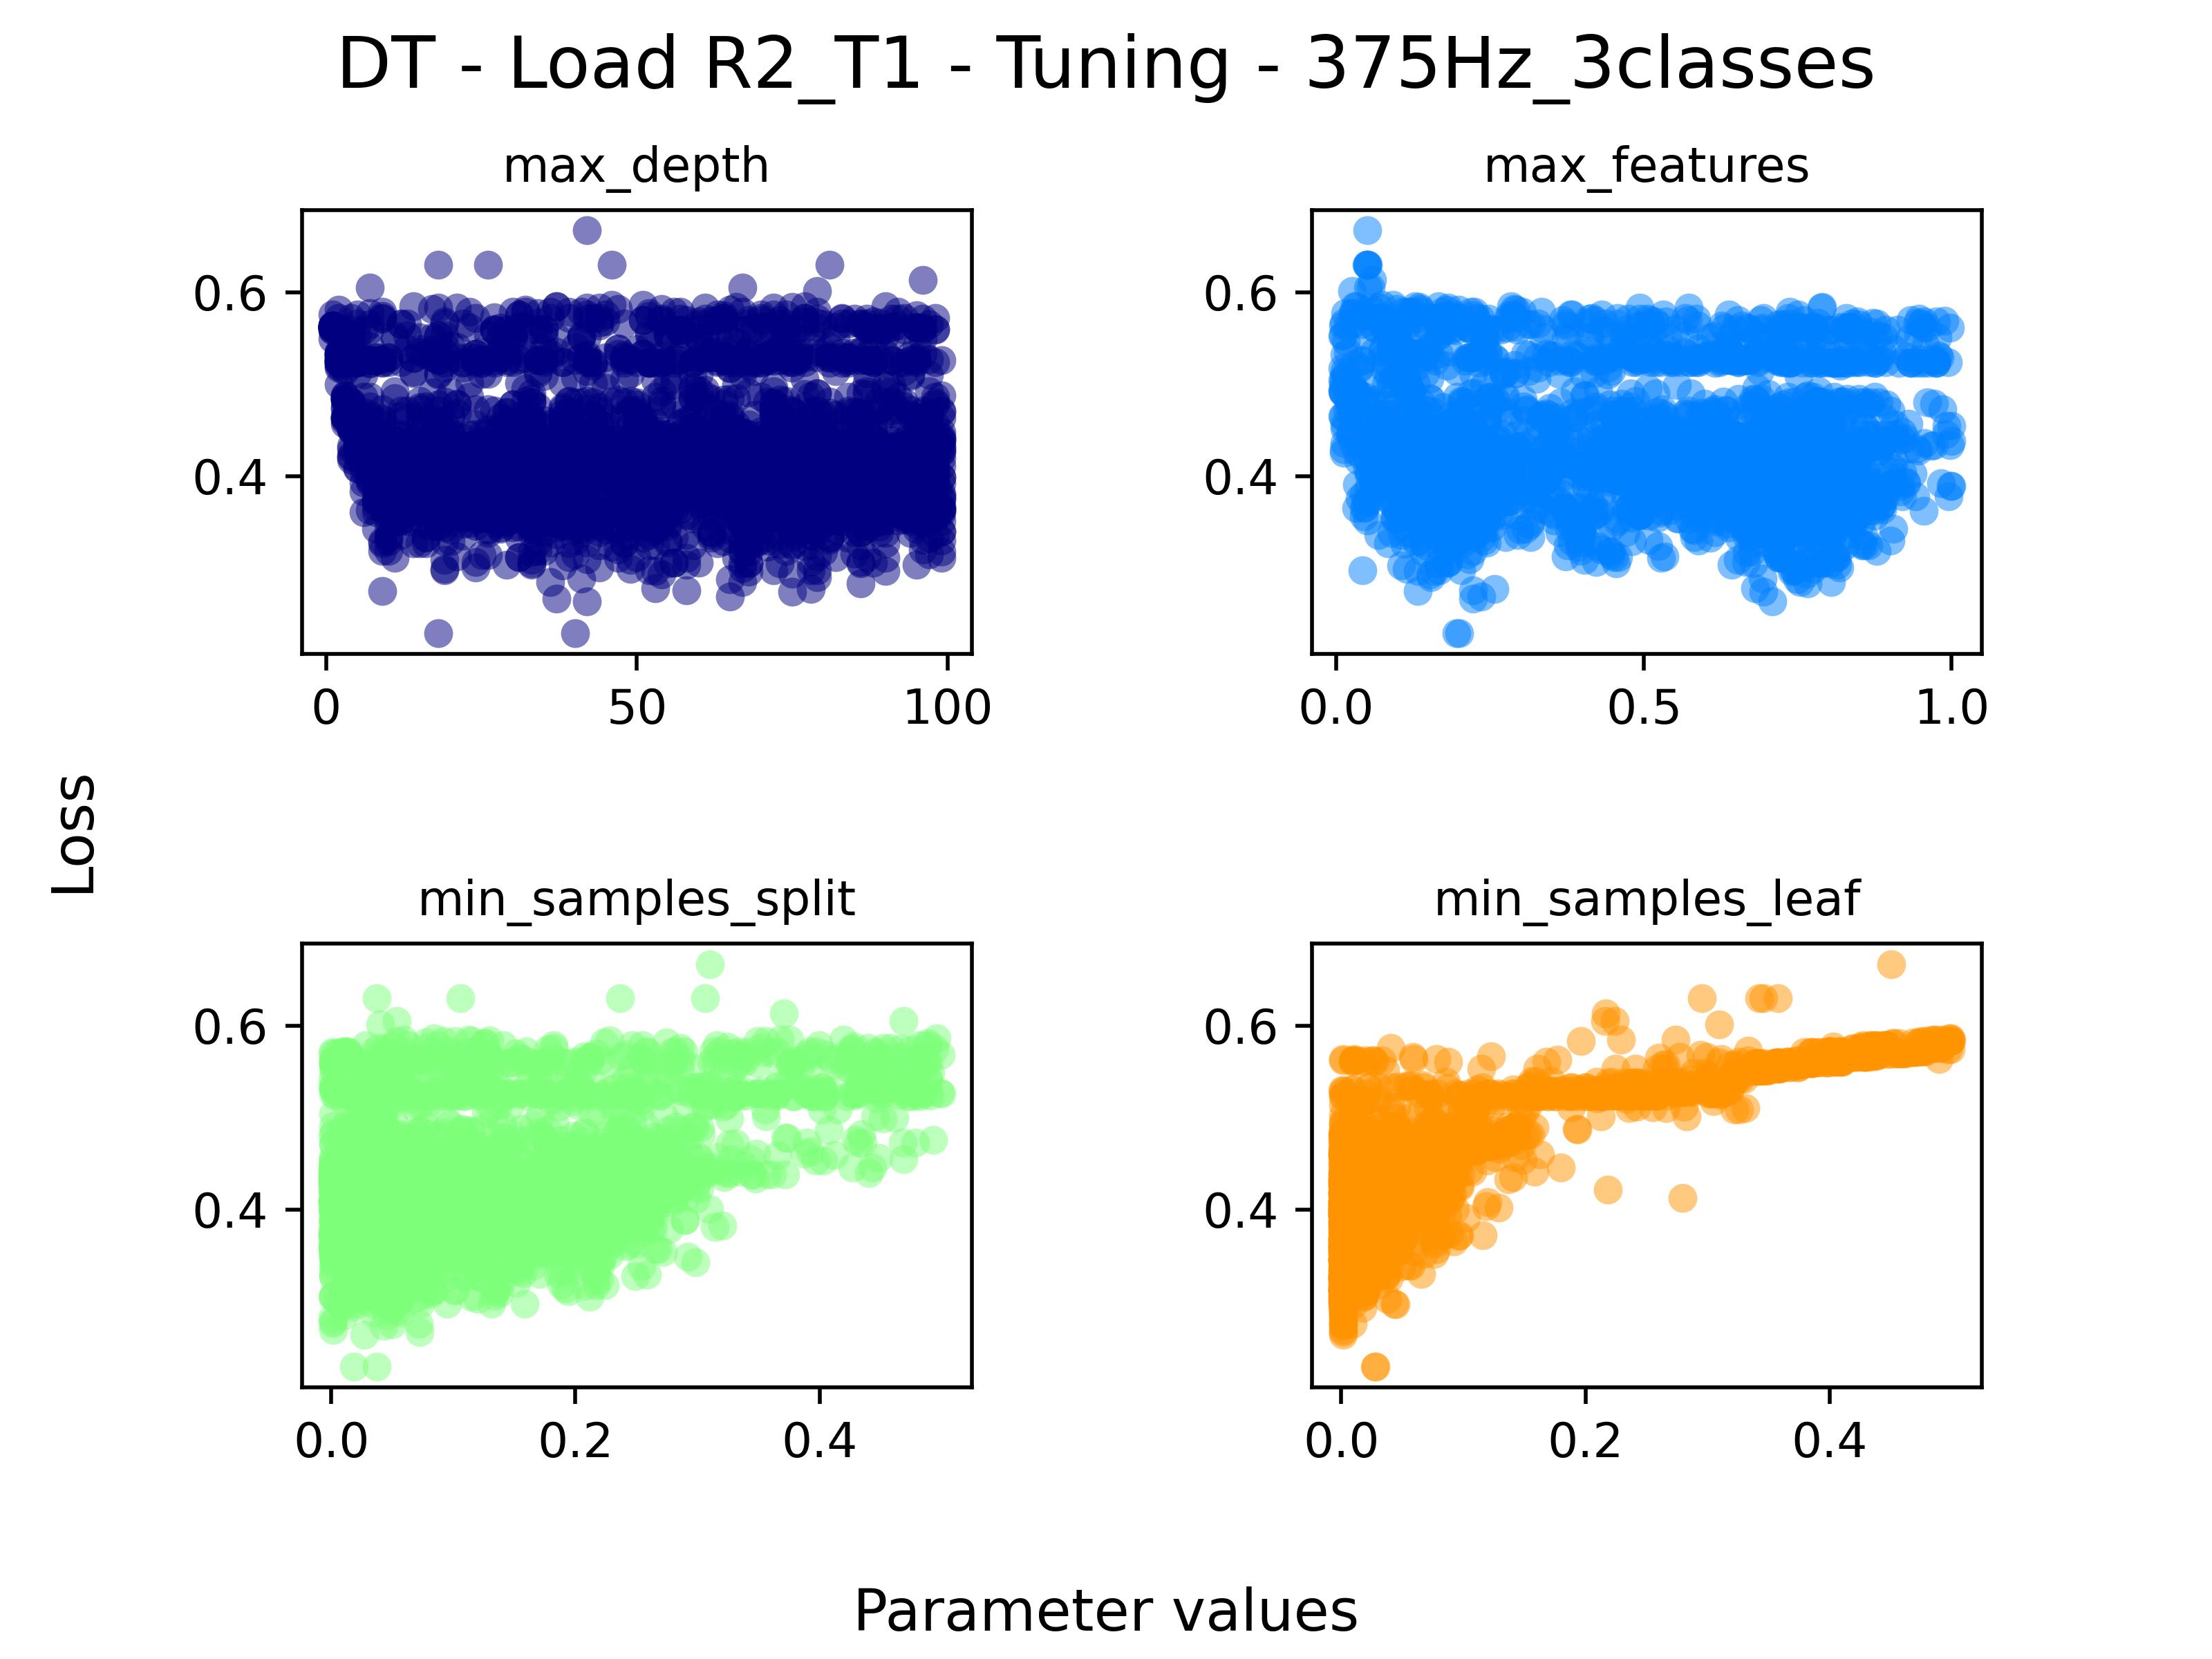 DT - Load R2_T1 - Tuning - 375Hz_3classes
max_depth
0.6
0.4
0 50 100
max_features
0.6
0.4
0.0 0.5 1.0
Loss
min_samples_split
0.6
0.4
0.0 0.2 0.4
min_samples_leaf
0.6
0.4
0.0 0.2 0.4
Parameter values